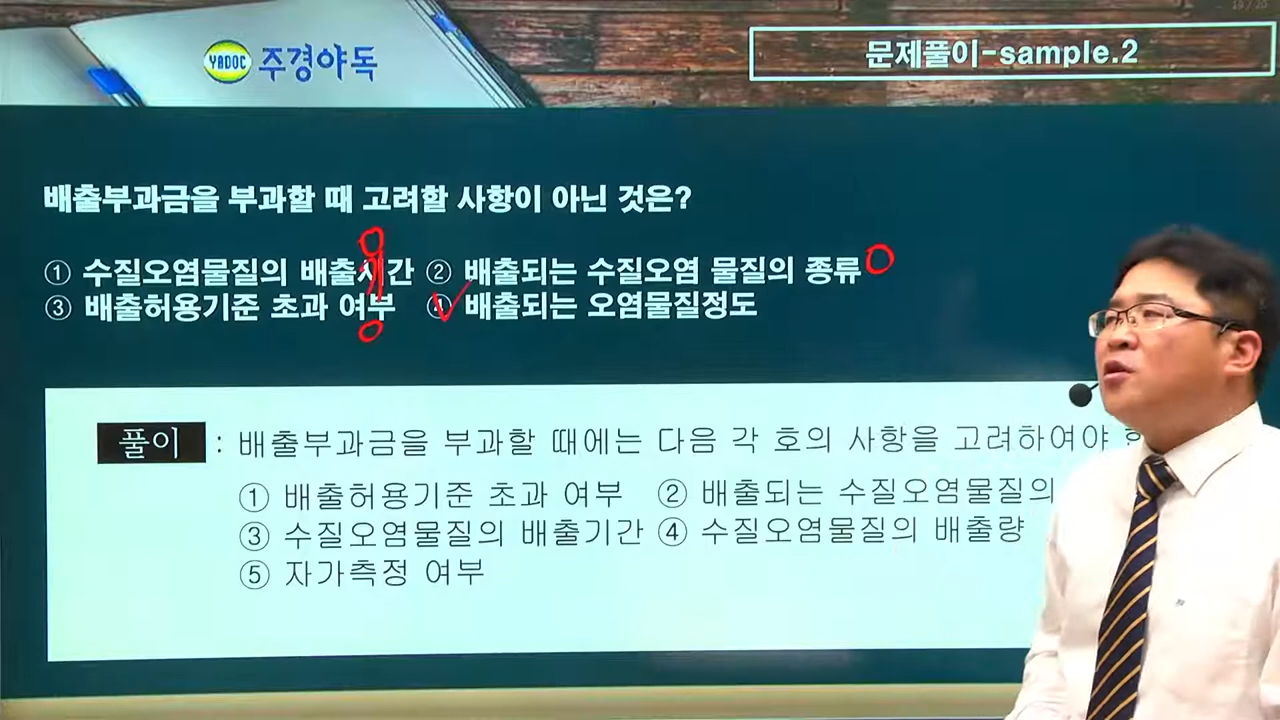 19 / 20
YADOC 주경야독
문제풀이-sample.2
배출부과금을 부과할 때 고려할 사항이 아닌 것은?
① 수질오염물질의 배출시간 ② 배출되는 수질오염 물질의 종류
③ 배출허용기준 초과 여부 ④ 배출되는 오염물질정도
풀이 : 배출부과금을 부과할 때에는 다음 각 호의 사항을 고려하여야
① 배출허용기준 초과 여부 ② 배출되는 수질오염물질의
③ 수질오염물질의 배출기간 ④ 수질오염물질의 배출량
⑤ 자가측정 여부